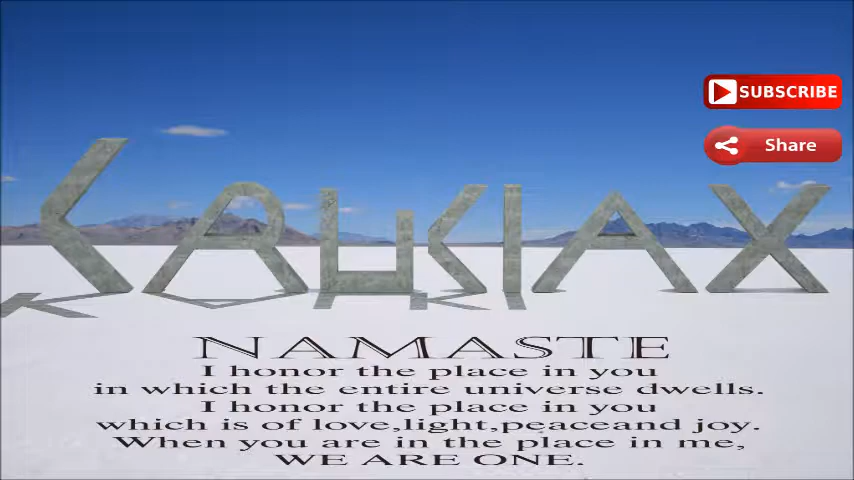 SUBSCRIBE
Share
NAMASTE
I honor the place in you
in which the entire universe dwells.
I honor the place in you
which is of love,light,peaceand joy.
When you are in the place in me,
WE ARE ONE.